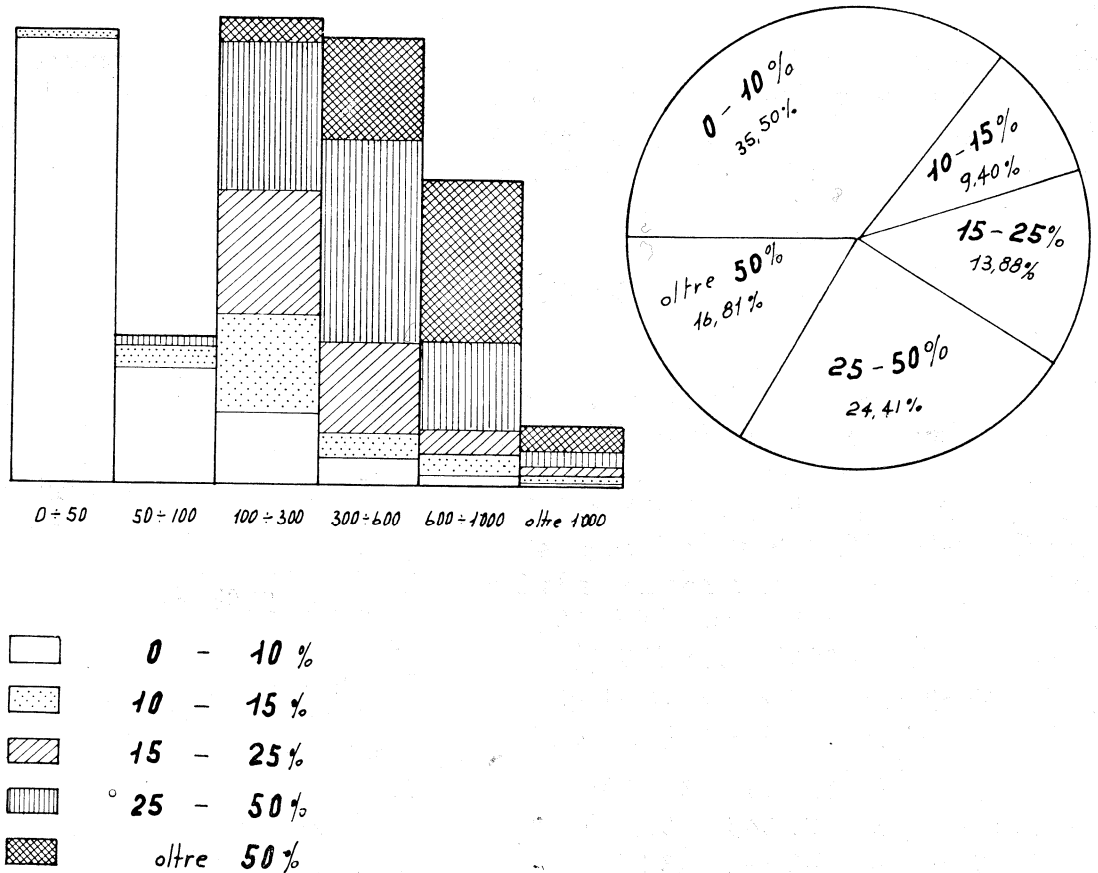 0 ÷ 50 50 ÷ 100 100 ÷ 300 300 ÷ 600 600 ÷ 1000 oltre 1000
0 - 10%
35,50%
10 - 15%
9,40%
15 - 25%
13,88%
25 - 50%
24,41%
oltre 50%
16,81%
0 - 10 %
10 - 15 %
15 - 25 %
25 - 50 %
oltre 50 %